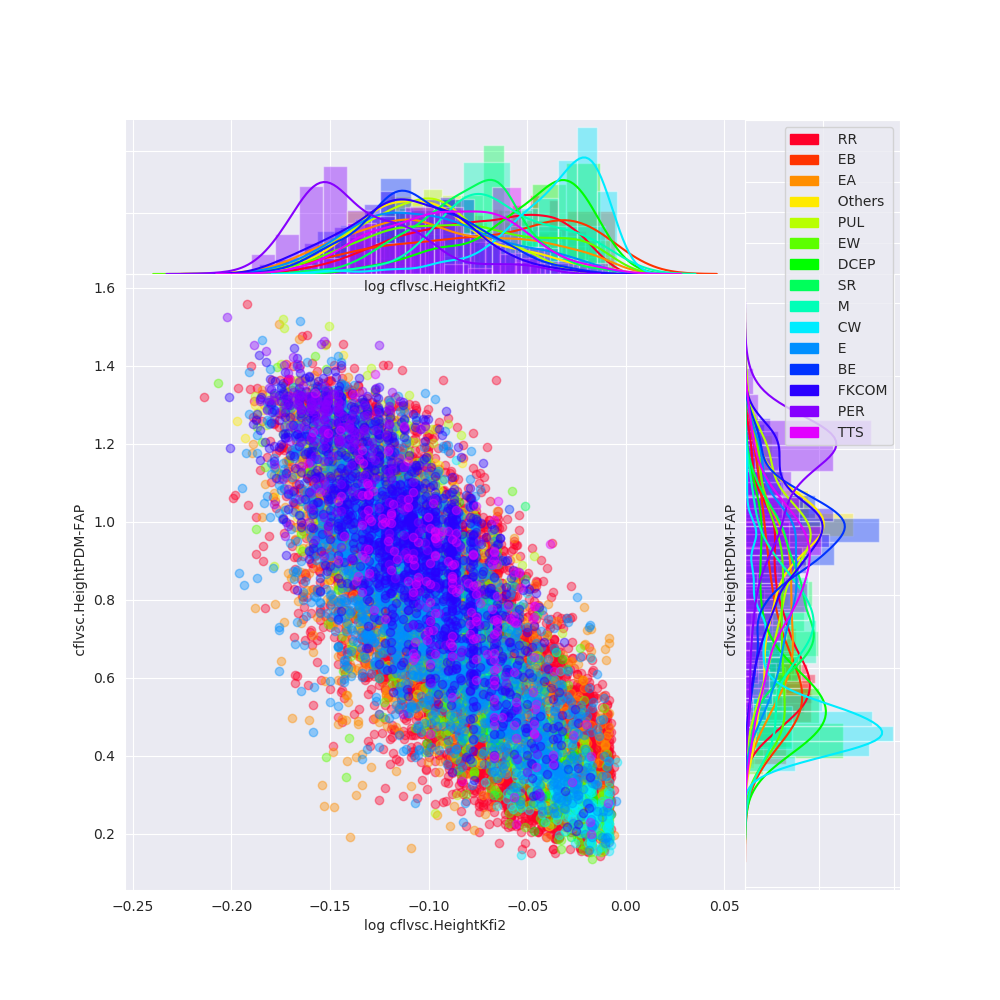 RR
EB
EA
Others
PUL
EW
DCEP
SR
M
CW
E
BE
FKCOM
PER
TTS
log cflvsc.HeightKfi2
1.6
1.4
1.2
1.0
0.8
0.6
0.4
0.2
cflvsc.HeightPDM-FAP
cflvsc.HeightPDM-FAP
−0.25 −0.20 −0.15 −0.10 −0.05 0.00 0.05
log cflvsc.HeightKfi2